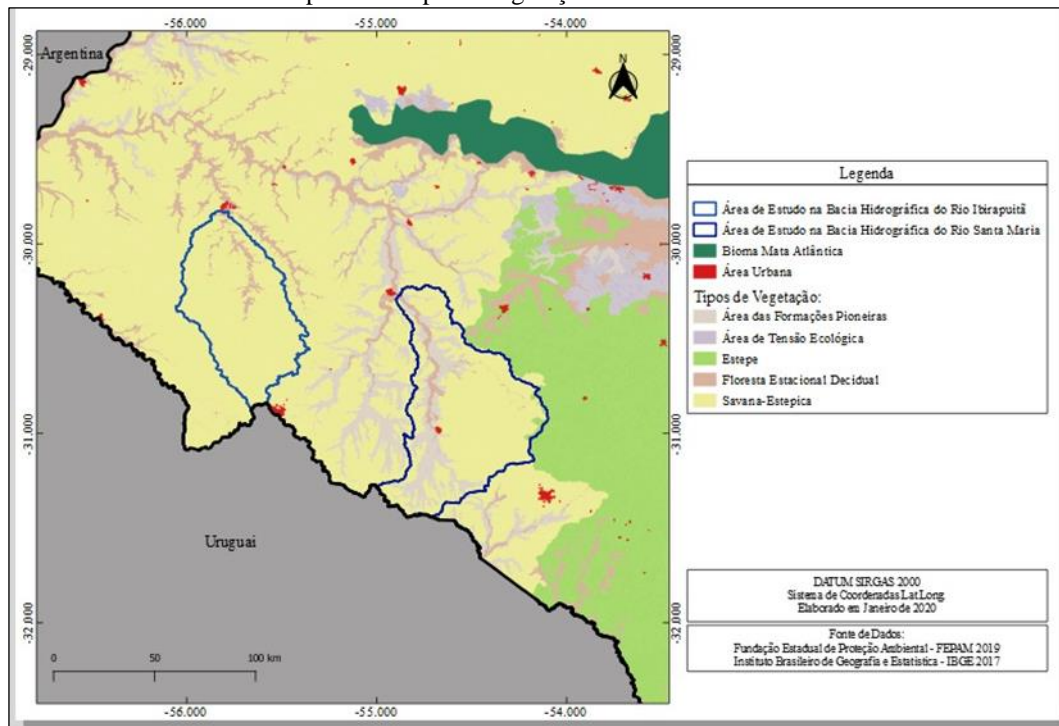 -56.000 -55.000 -54.000
Argentina
-29.000 -29.000
N
Legenda
Área de Estudo na Bacia Hidrográfica do Rio Ibirapuitã
Área de Estudo na Bacia Hidrográfica do Rio Santa Maria
Bioma Mata Atlântica
Área Urbana
Tipos de Vegetação:
Área das Formações Pioneiras
Área de Tensão Ecológica
Estepe
Floresta Estacional Decidual
Savana-Estepica
-30.000 -30.000
-31.000 -31.000
Uruguai
DATUM SIRGAS 2000
Sistema de Coordenadas Lat.Long.
Elaborado em Janeiro de 2020
-32.000 -32.000
Fonte de Dados:
Fundação Estadual de Proteção Ambiental - FEPAM 2019
Instituto Brasileiro de Geografia e Estatística - IBGE 2017
0 50 100 km
-56.000 -55.000 -54.000